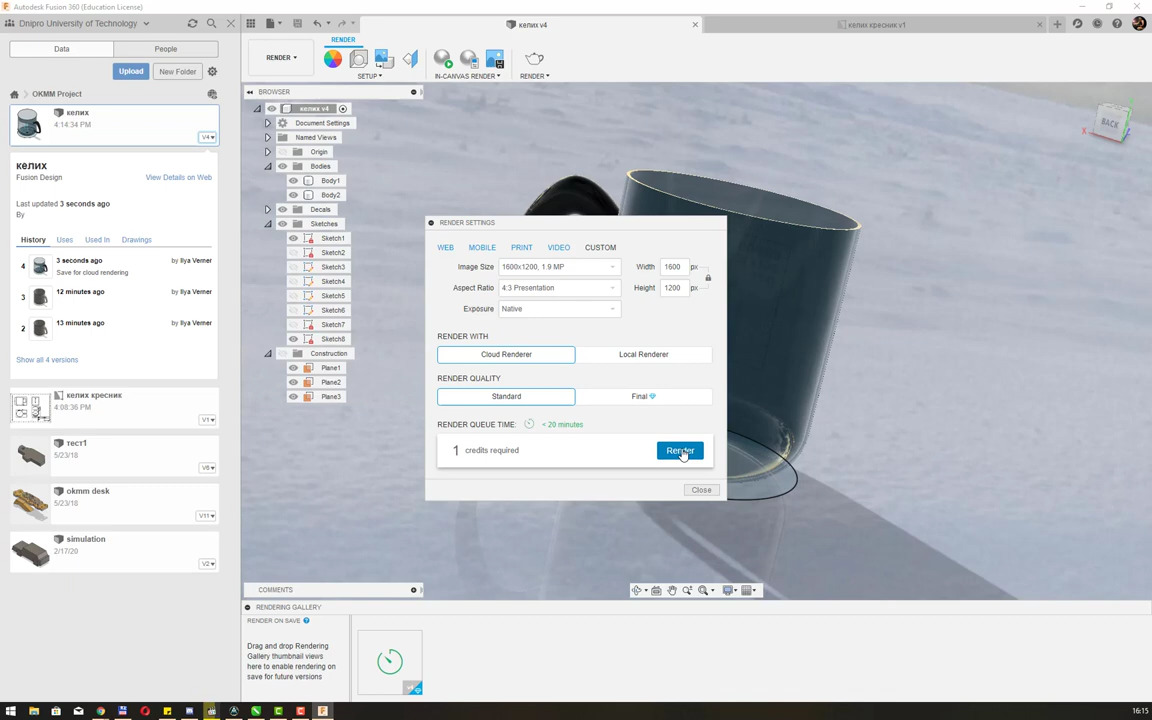 Autodesk Fusion 360 (Education License)
Dnipro University of Technology
келих v4
келих кресник v1
Data
People
Upload
New Folder
OKMM Project
келих
4:14:34 PM
V4
келих
Fusion Design
View Details on Web
Last updated 3 seconds ago
By
History
Uses
Used In
Drawings
4
3 seconds ago
by Ilya Verner
Save for cloud rendering
3
12 minutes ago
by Ilya Verner
2
13 minutes ago
by Ilya Verner
Show all 4 versions
келих кресник
4:08:36 PM
V1
тест1
5/23/18
V6
okmm desk
5/23/18
V11
simulation
2/17/20
V2
RENDER
RENDER
SETUP
IN-CANVAS RENDER
RENDER
BROWSER
келих v4
Document Settings
Named Views
Origin
Bodies
Body1
Body2
Decals
Sketches
Sketch1
Sketch2
Sketch3
Sketch4
Sketch5
Sketch6
Sketch7
Sketch8
Construction
Plane1
Plane2
Plane3
BACK
X
RENDER SETTINGS
WEB
MOBILE
PRINT
VIDEO
CUSTOM
Image Size
1600x1200, 1.9 MP
Width
1600
px
Aspect Ratio
4:3 Presentation
Height
1200
px
Exposure
Native
RENDER WITH
Cloud Renderer
Local Renderer
RENDER QUALITY
Standard
Final
RENDER QUEUE TIME:
< 20 minutes
1 credits required
Render
Close
COMMENTS
RENDERING GALLERY
RENDER ON SAVE
Drag and drop Rendering
Gallery thumbnail views
here to enable rendering on
save for future versions
v4
16:15